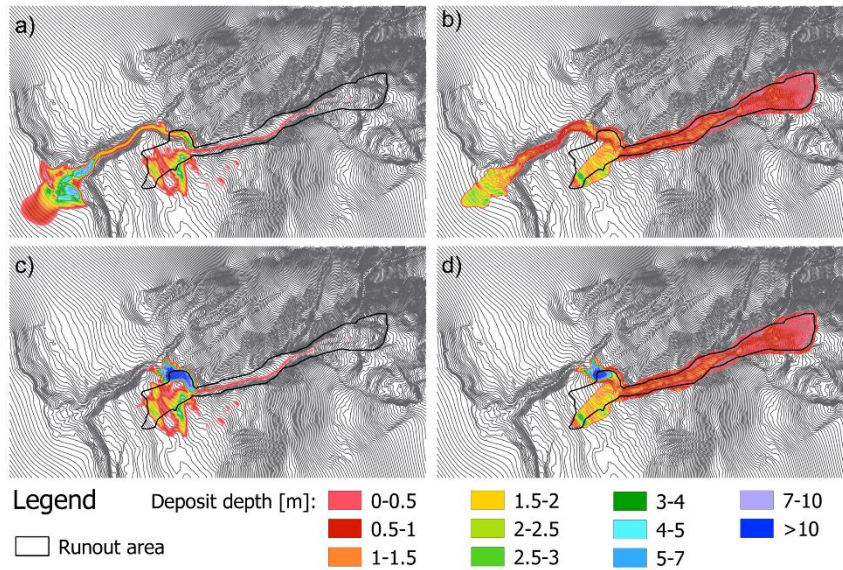 a)
b)
c)
d)
Legend
Deposit depth [m]:
0-0.5
1.5-2
3-4
7-10
0.5-1
2-2.5
4-5
>10
Runout area
1-1.5
2.5-3
5-7